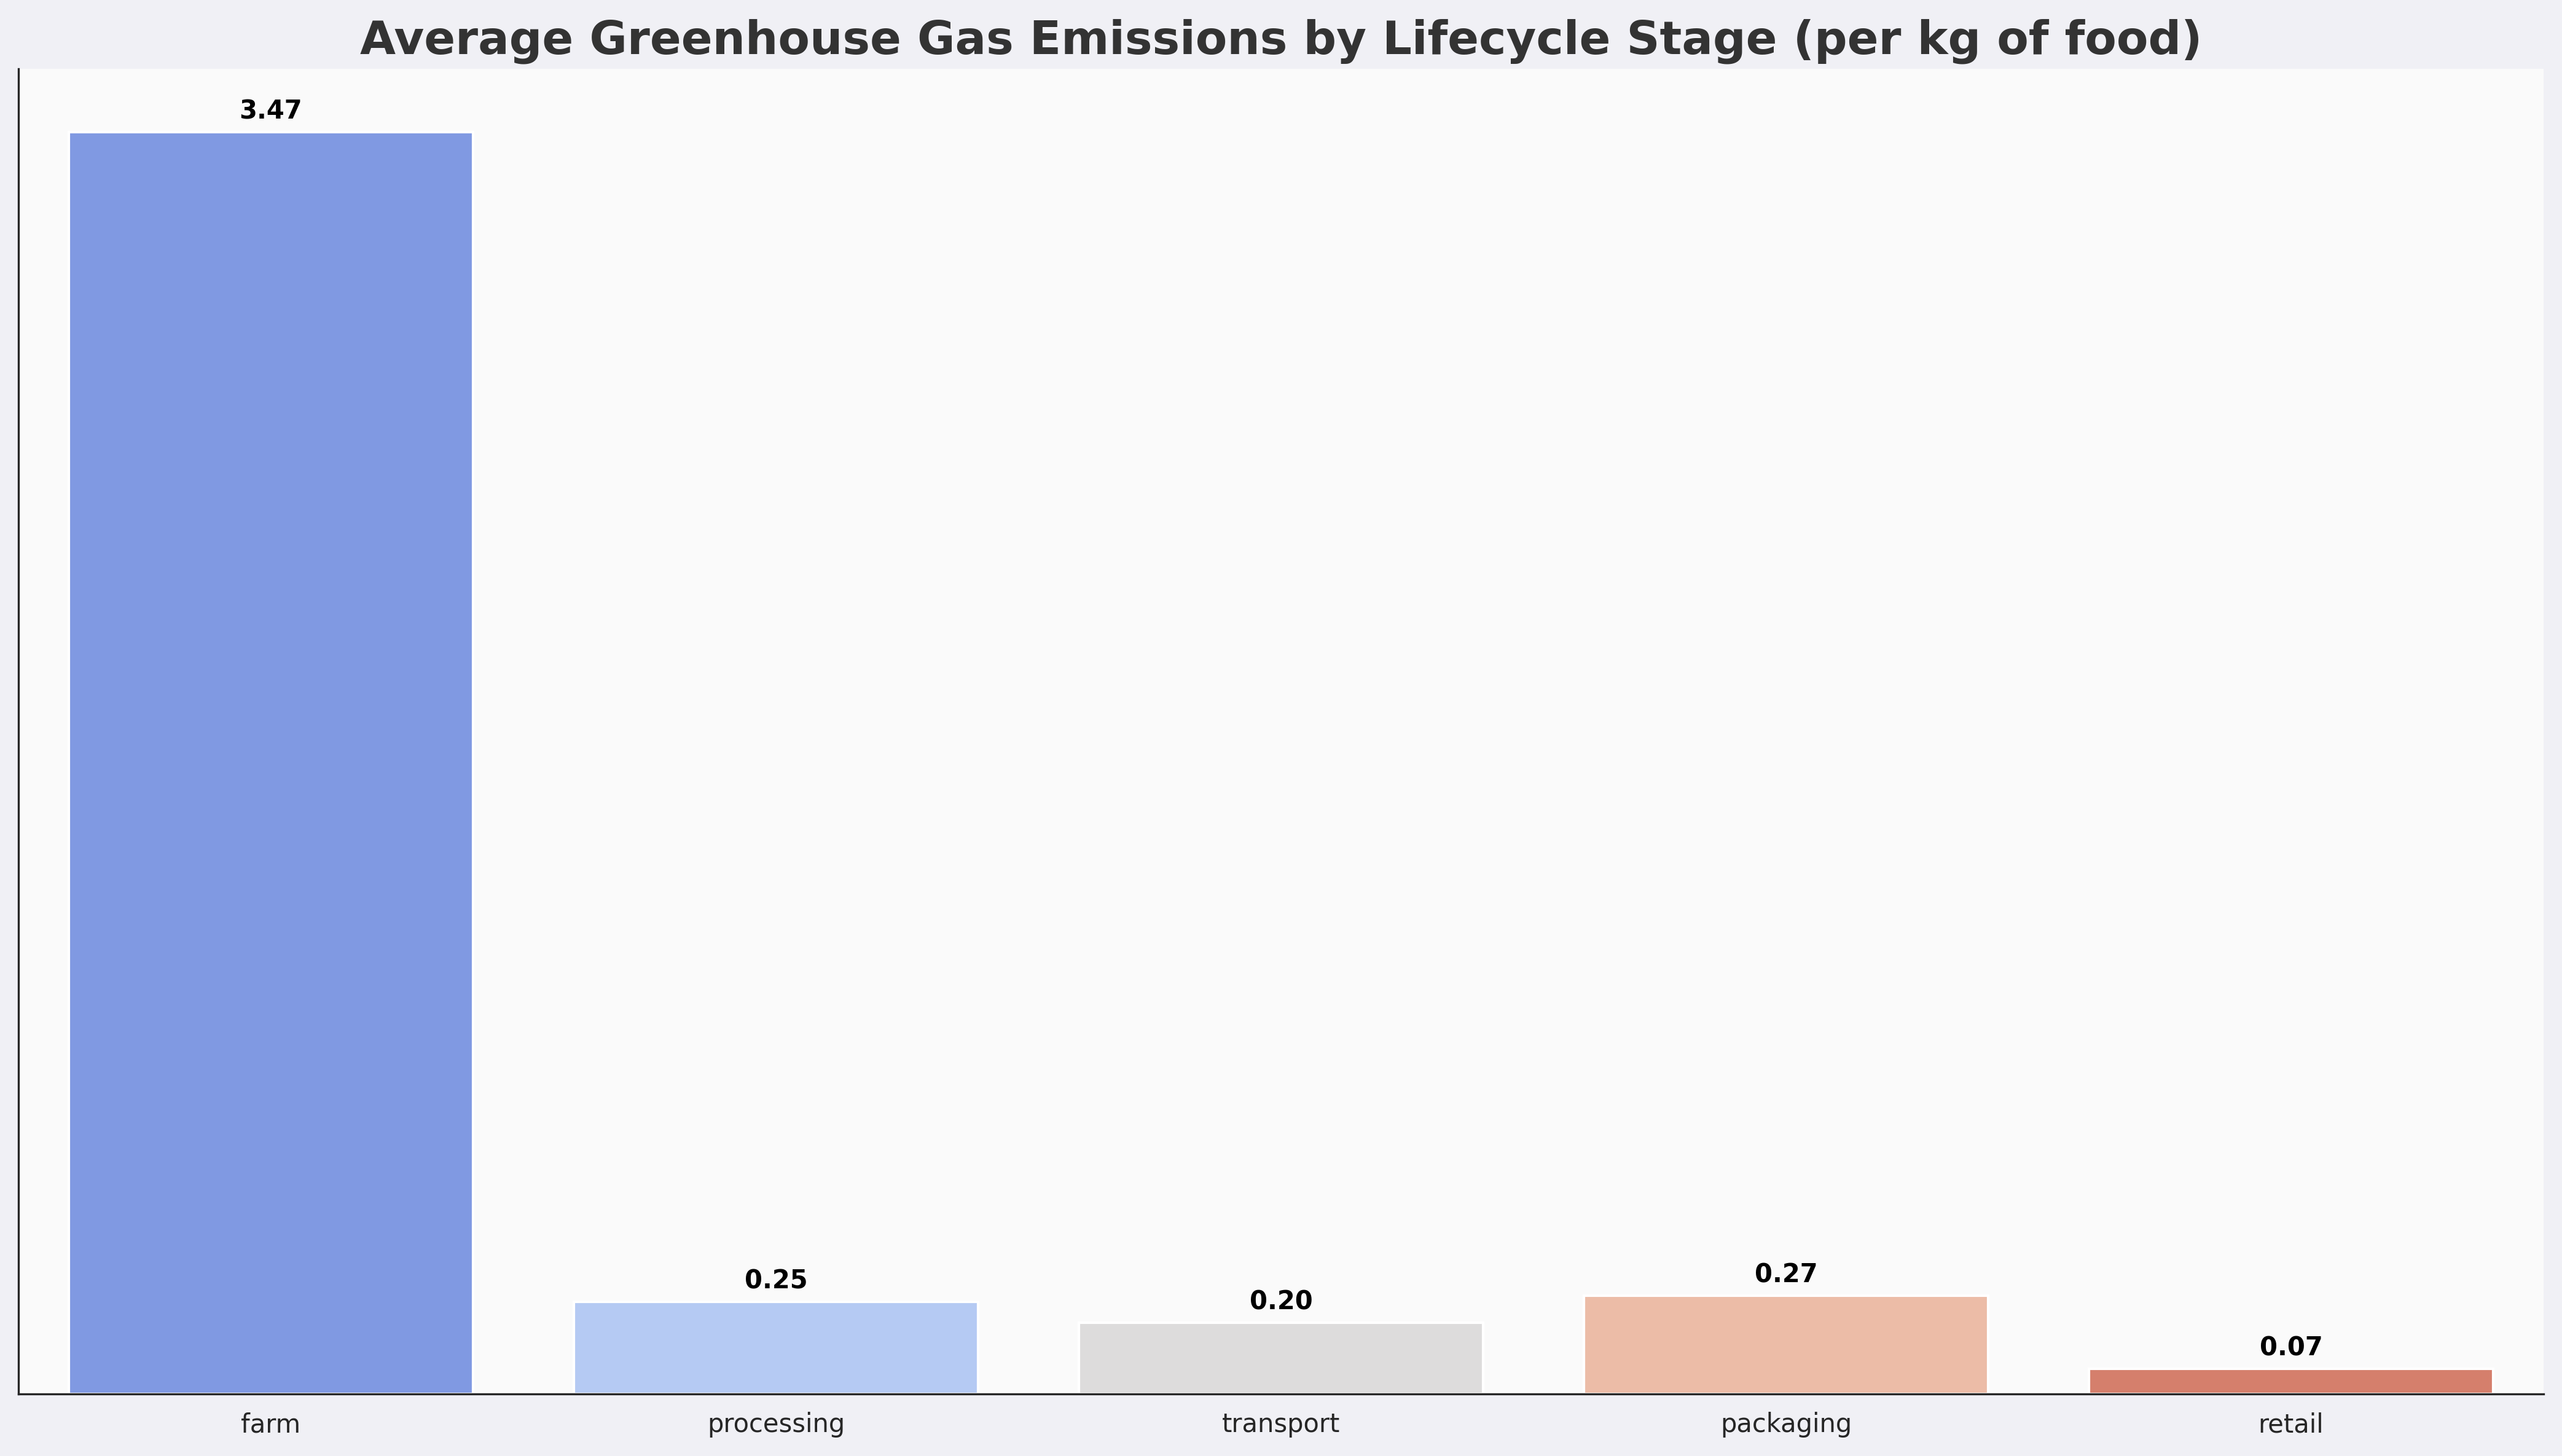 Average Greenhouse Gas Emissions by Lifecycle Stage (per kg of food)
3.47
0.25
0.20
0.27
0.07
farm
processing
transport
packaging
retail